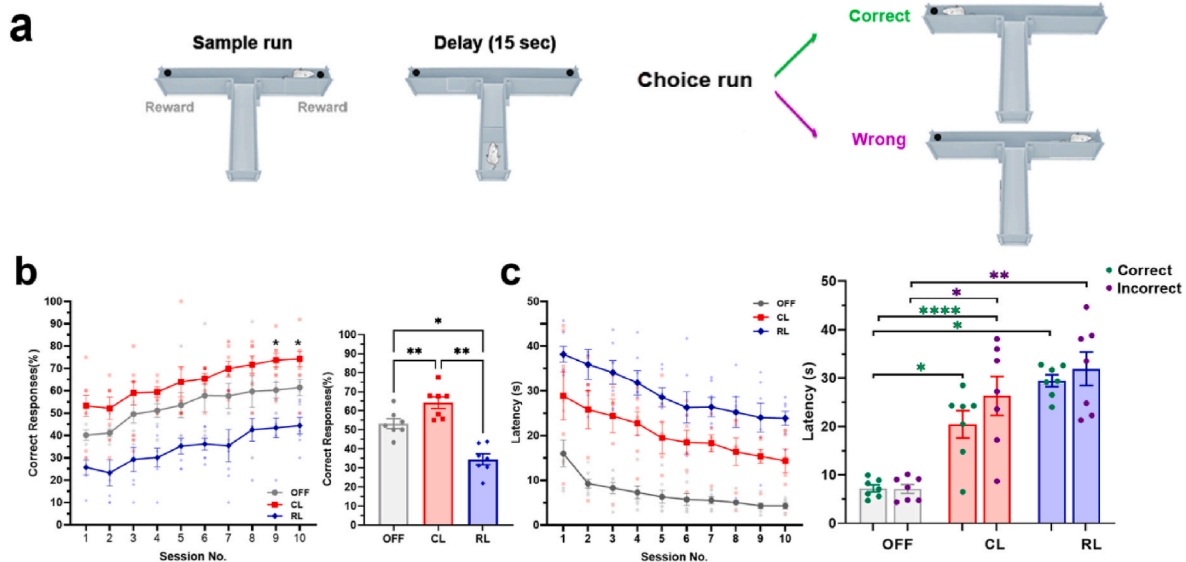 a
Sample run
Reward
Reward
Delay (15 sec)
Choice run
Correct
Wrong
b
Correct Responses(%)
100
90
80
70
60
50
40
30
20
10
0
* *
OFF
CL
RL
1 2 3 4 5 6 7 8 9 10
Session No.
Correct Responses(%)
100
90
80
70
60
50
40
30
20
10
0
*
** **
OFF CL RL
c
Latency (s)
50
40
30
20
10
0
OFF
CL
RL
1 2 3 4 5 6 7 8 9 10
Session No.
Latency (s)
50
40
30
20
10
0
**
*
****
*
*
Correct
Incorrect
OFF CL RL